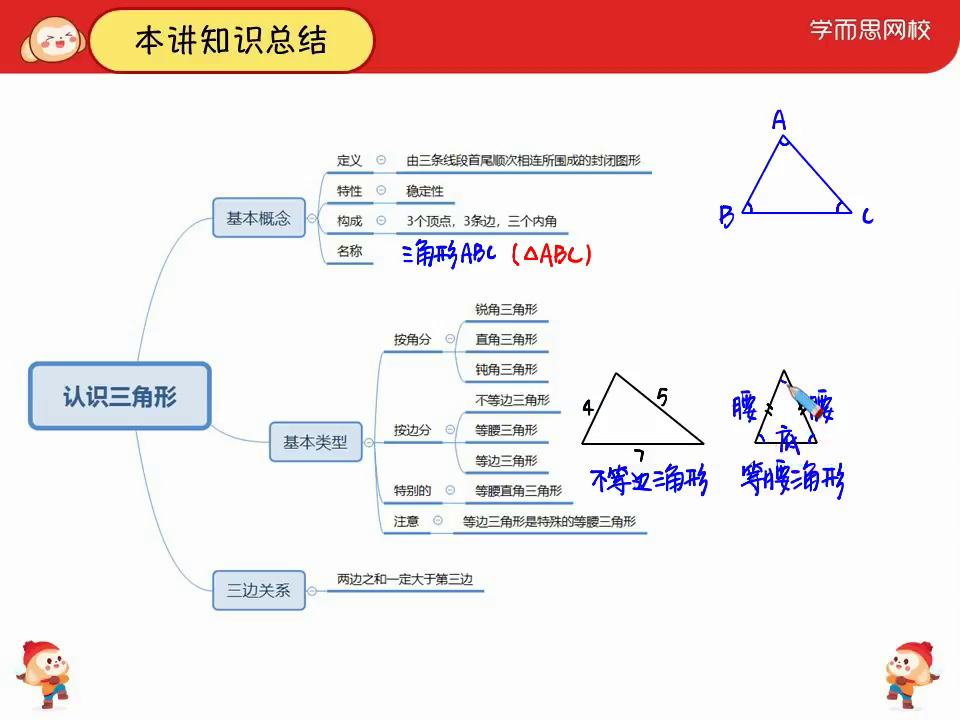 本讲知识总结
学而思网校
认识三角形
基本概念
定义
由三条线段首尾顺次相连所围成的封闭图形
特性
稳定性
构成
3个顶点，3条边，三个内角
名称
三角形ABC (△ABC)
A
B
C
基本类型
按角分
锐角三角形
直角三角形
钝角三角形
按边分
不等边三角形
等腰三角形
等边三角形
特别的
等腰直角三角形
注意
等边三角形是特殊的等腰三角形
4
5
7
不等边三角形
腰
腰
底
等腰三角形
三边关系
两边之和一定大于第三边